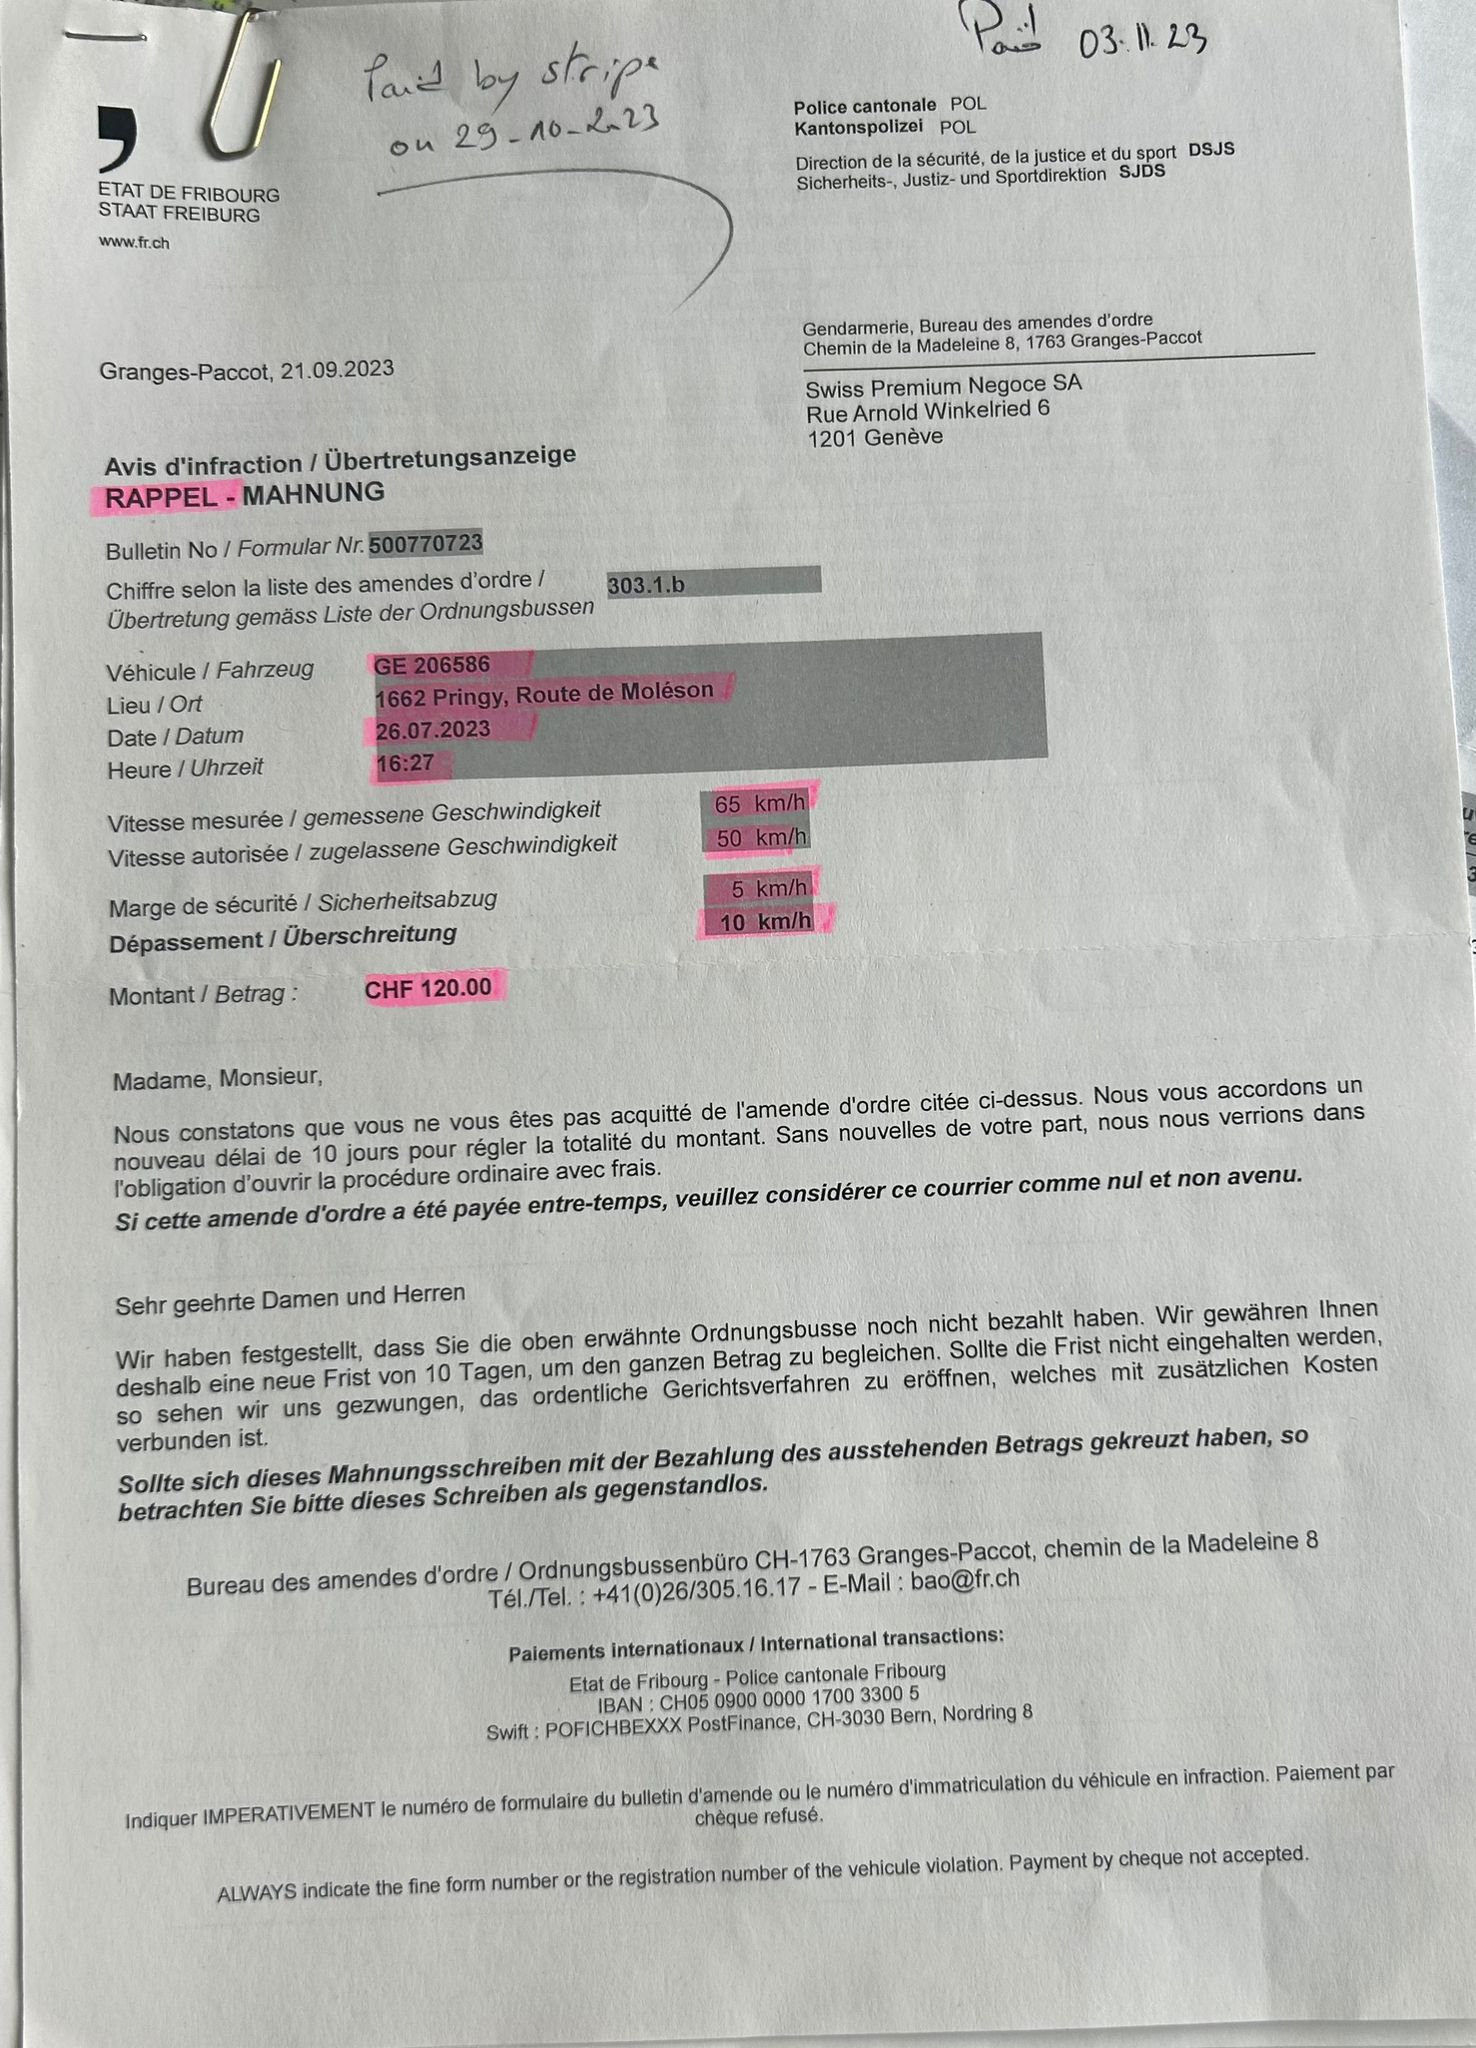 Paid 03.11.23
Paid by stripe
on 29-10-2023
ETAT DE FRIBOURG
STAAT FREIBURG
www.fr.ch
Police cantonale POL
Kantonspolizei POL
Direction de la sécurité, de la justice et du sport DSJS
Sicherheits-, Justiz- und Sportdirektion SJDS
Gendarmerie, Bureau des amendes d'ordre
Chemin de la Madeleine 8, 1763 Granges-Paccot
Swiss Premium Negoce SA
Rue Arnold Winkelried 6
1201 Genève
Granges-Paccot, 21.09.2023
Avis d'infraction / Übertretungsanzeige
RAPPEL - MAHNUNG
Bulletin No / Formular Nr. 500770723
Chiffre selon la liste des amendes d'ordre / 303.1.b
Übertretung gemäss Liste der Ordnungsbussen
Véhicule / Fahrzeug GE 206586
Lieu / Ort 1662 Pringy, Route de Moléson
Date / Datum 26.07.2023
Heure / Uhrzeit 16:27
Vitesse mesurée / gemessene Geschwindigkeit 65 km/h
Vitesse autorisée / zugelassene Geschwindigkeit 50 km/h
Marge de sécurité / Sicherheitsabzug 5 km/h
Dépassement / Überschreitung 10 km/h
Montant / Betrag : CHF 120.00
Madame, Monsieur,
Nous constatons que vous ne vous êtes pas acquitté de l'amende d'ordre citée ci-dessus. Nous vous accordons un
nouveau délai de 10 jours pour régler la totalité du montant. Sans nouvelles de votre part, nous nous verrions dans
l'obligation d'ouvrir la procédure ordinaire avec frais.
Si cette amende d'ordre a été payée entre-temps, veuillez considérer ce courrier comme nul et non avenu.
Sehr geehrte Damen und Herren
Wir haben festgestellt, dass Sie die oben erwähnte Ordnungsbusse noch nicht bezahlt haben. Wir gewähren Ihnen
deshalb eine neue Frist von 10 Tagen, um den ganzen Betrag zu begleichen. Sollte die Frist nicht eingehalten werden,
so sehen wir uns gezwungen, das ordentliche Gerichtsverfahren zu eröffnen, welches mit zusätzlichen Kosten
verbunden ist.
Sollte sich dieses Mahnungsschreiben mit der Bezahlung des ausstehenden Betrags gekreuzt haben, so
betrachten Sie bitte dieses Schreiben als gegenstandlos.
Bureau des amendes d'ordre / Ordnungsbussenbüro CH-1763 Granges-Paccot, chemin de la Madeleine 8
Tél./Tel. : +41(0)26/305.16.17 - E-Mail : bao@fr.ch
Paiements internationaux / International transactions:
Etat de Fribourg - Police cantonale Fribourg
IBAN : CH05 0900 0000 1700 3300 5
Swift : POFICHBEXXX PostFinance, CH-3030 Bern, Nordring 8
Indiquer IMPERATIVEMENT le numéro de formulaire du bulletin d'amende ou le numéro d'immatriculation du véhicule en infraction. Paiement par
chèque refusé.
ALWAYS indicate the fine form number or the registration number of the vehicule violation. Payment by cheque not accepted.